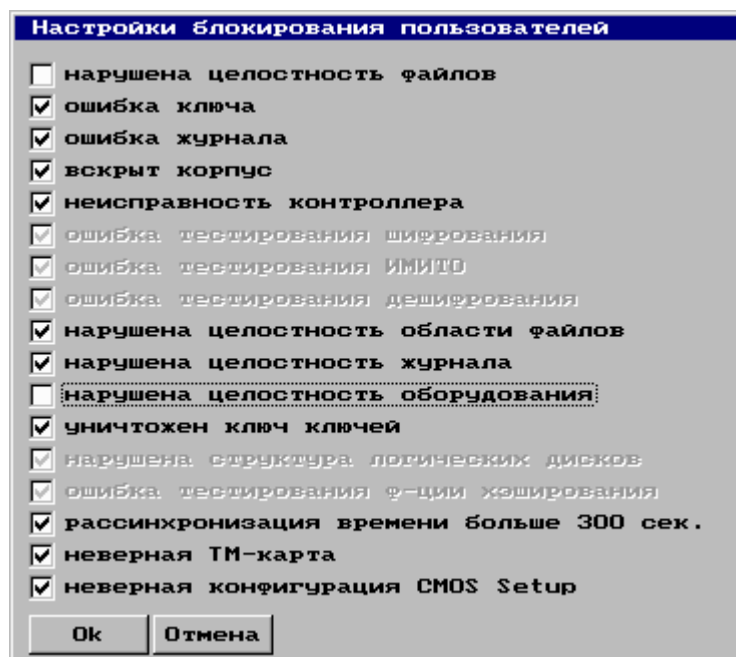 Настройки блокирования пользователей
нарушена целостность файлов
ошибка ключа
ошибка журнала
вскрыт корпус
неисправность контроллера
ошибка тестирования шифрования
ошибка тестирования ИМИТО
ошибка тестирования дешифрования
нарушена целостность области файлов
нарушена целостность журнала
нарушена целостность оборудования
уничтожен ключ ключей
нарушена структура логических дисков
ошибка тестирования ф-ции хэширования
рассинхронизация времени больше 300 сек.
неверная ТМ-карта
неверная конфигурация CMOS Setup
Ok Отмена